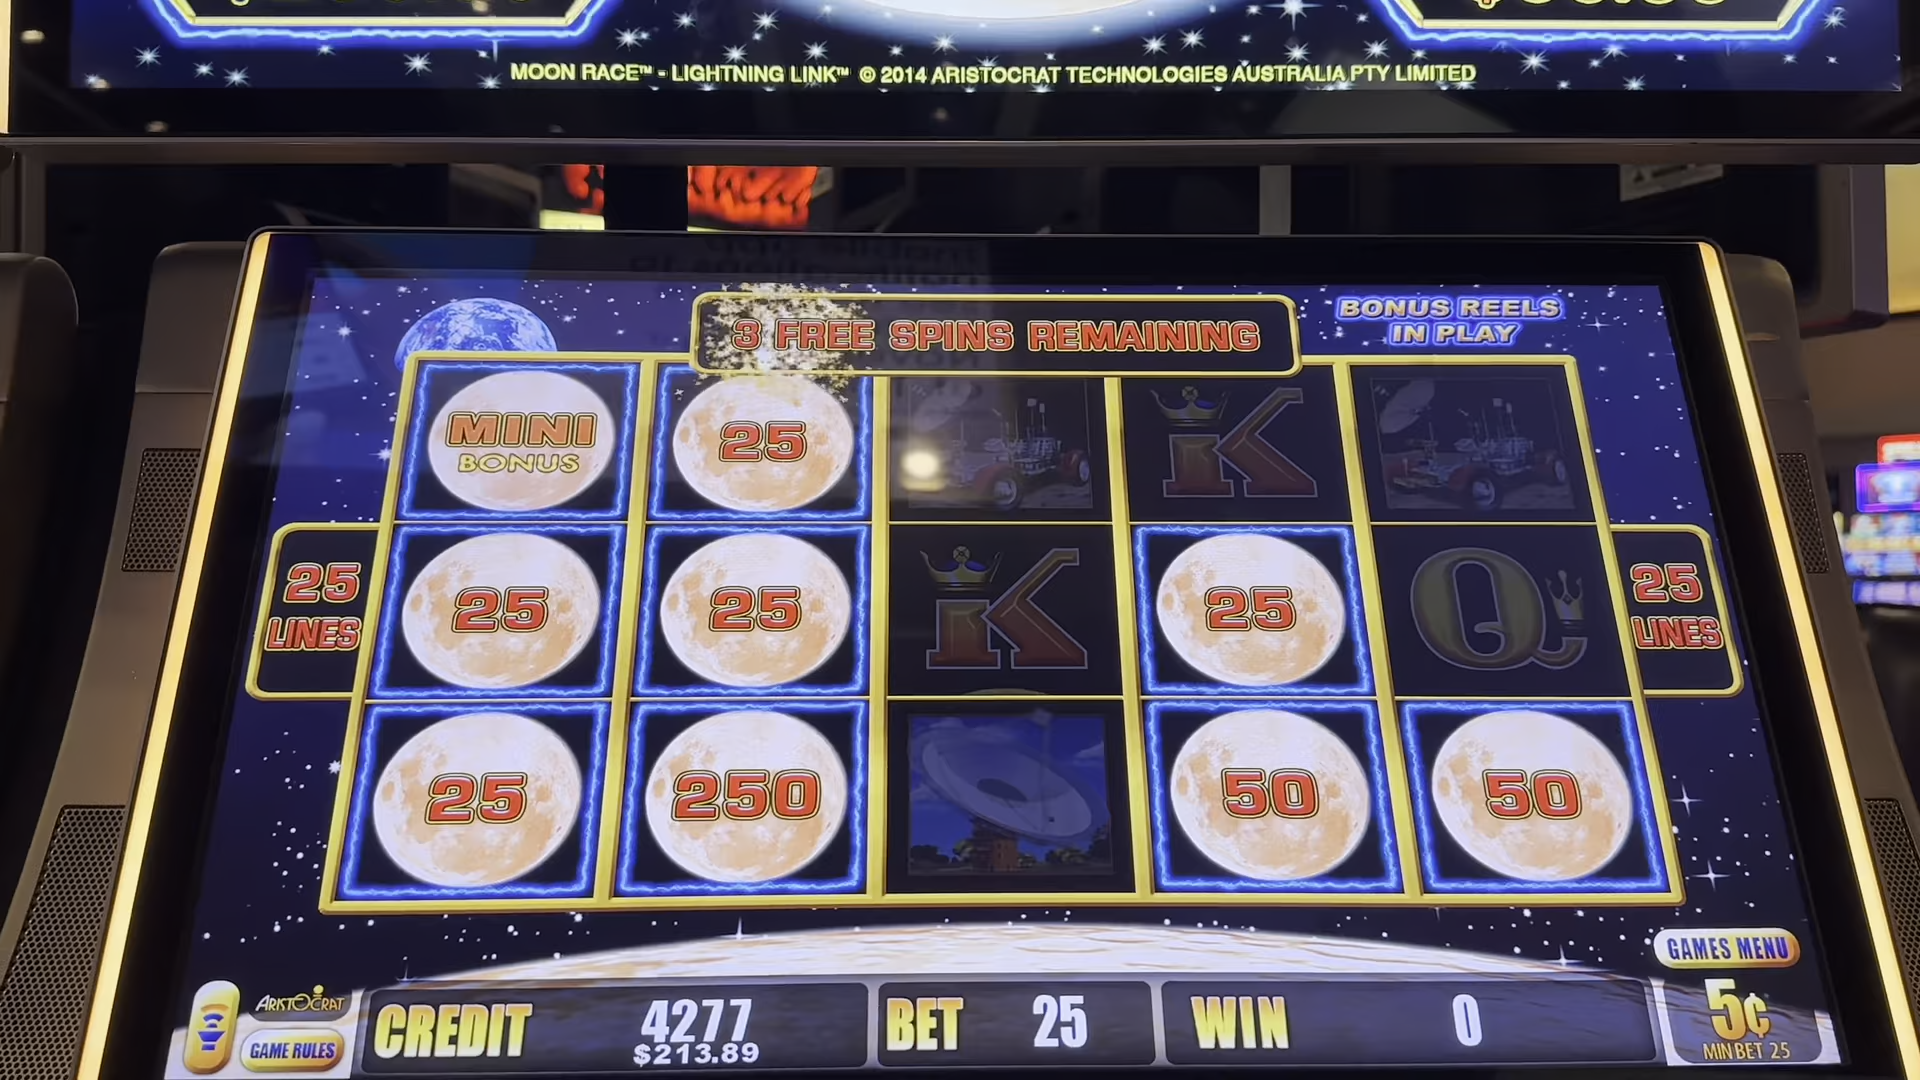 MOON RACE™ - LIGHTNING LINK™ © 2014 ARISTOCRAT TECHNOLOGIES AUSTRALIA PTY LIMITED
3 FREE SPINS REMAINING
BONUS REELS
IN PLAY
MINI
BONUS
25
K
25
LINES
25
25
K
25
Q
25
LINES
25
250
50
50
GAMES MENU
ARISTOCRAT
GAME RULES
CREDIT 4277
$213.89
BET 25
WIN 0
5¢
MIN BET 25